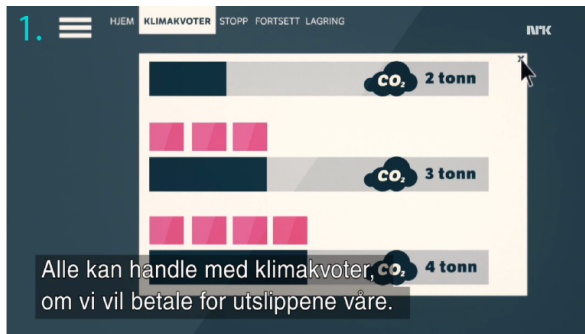 1.
HJEM KLIMAKVOTER STOPP FORTSETT LAGRING
NRK
x
CO₂ 2 tonn
CO₂ 3 tonn
CO₂ 4 tonn
Alle kan handle med klimakvoter,
om vi vil betale for utslippene våre.